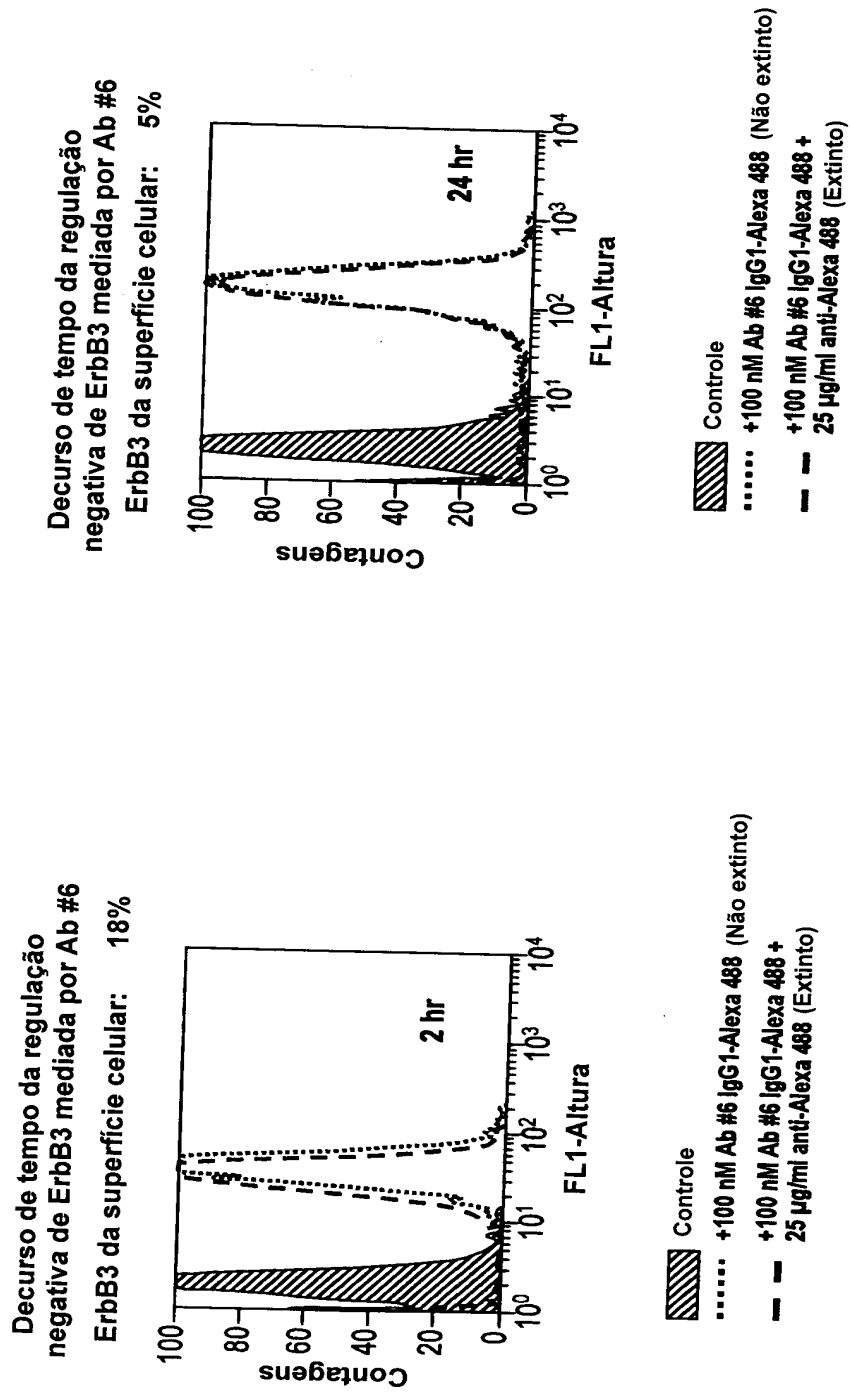 Decurso de tempo da regulação
negativa de ErbB3 mediada por Ab #6
ErbB3 da superfície celular: 18%
100
80
60
40
20
0
Contagens
2 hr
10⁰
10¹
10²
10³
10⁴
FL1-Altura
Controle
+100 nM Ab #6 IgG1-Alexa 488 (Não extinto)
+100 nM Ab #6 IgG1-Alexa 488 +
25 µg/ml anti-Alexa 488 (Extinto)
Decurso de tempo da regulação
negativa de ErbB3 mediada por Ab #6
ErbB3 da superfície celular: 5%
100
80
60
40
20
0
Contagens
24 hr
10⁰
10¹
10²
10³
10⁴
FL1-Altura
Controle
+100 nM Ab #6 IgG1-Alexa 488 (Não extinto)
+100 nM Ab #6 IgG1-Alexa 488 +
25 µg/ml anti-Alexa 488 (Extinto)